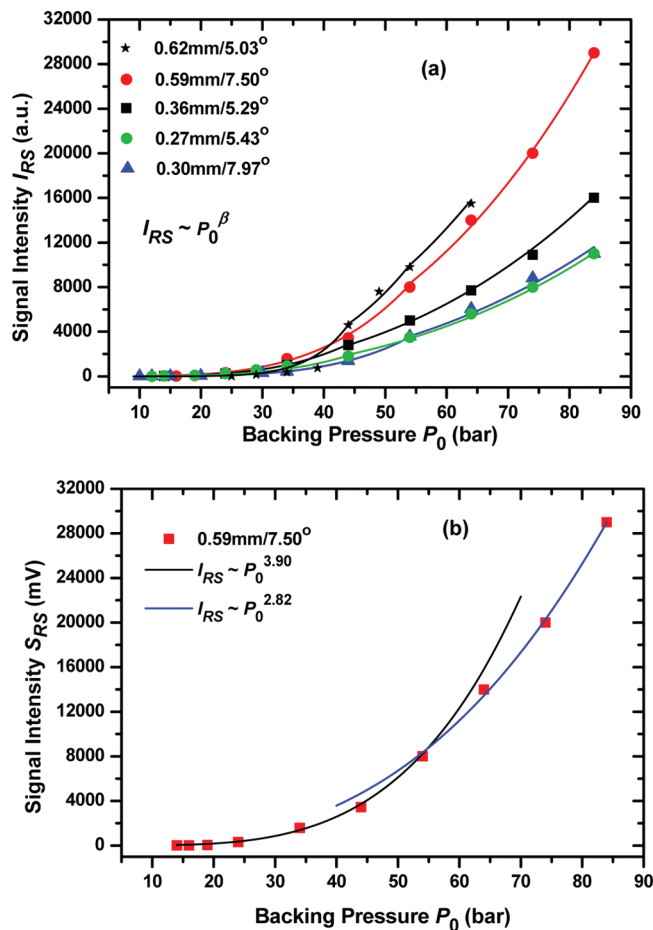 (a)
0.62mm/5.03°
0.59mm/7.50°
0.36mm/5.29°
0.27mm/5.43°
0.30mm/7.97°
I_RS ~ P_0^β
Signal Intensity I_RS (a.u.)
32000
28000
24000
20000
16000
12000
8000
4000
0
10 20 30 40 50 60 70 80 90
Backing Pressure P_0 (bar)
(b)
0.59mm/7.50°
I_RS ~ P_0^3.90
I_RS ~ P_0^2.82
Signal Intensity S_RS (mV)
32000
28000
24000
20000
16000
12000
8000
4000
0
10 20 30 40 50 60 70 80 90
Backing Pressure P_0 (bar)